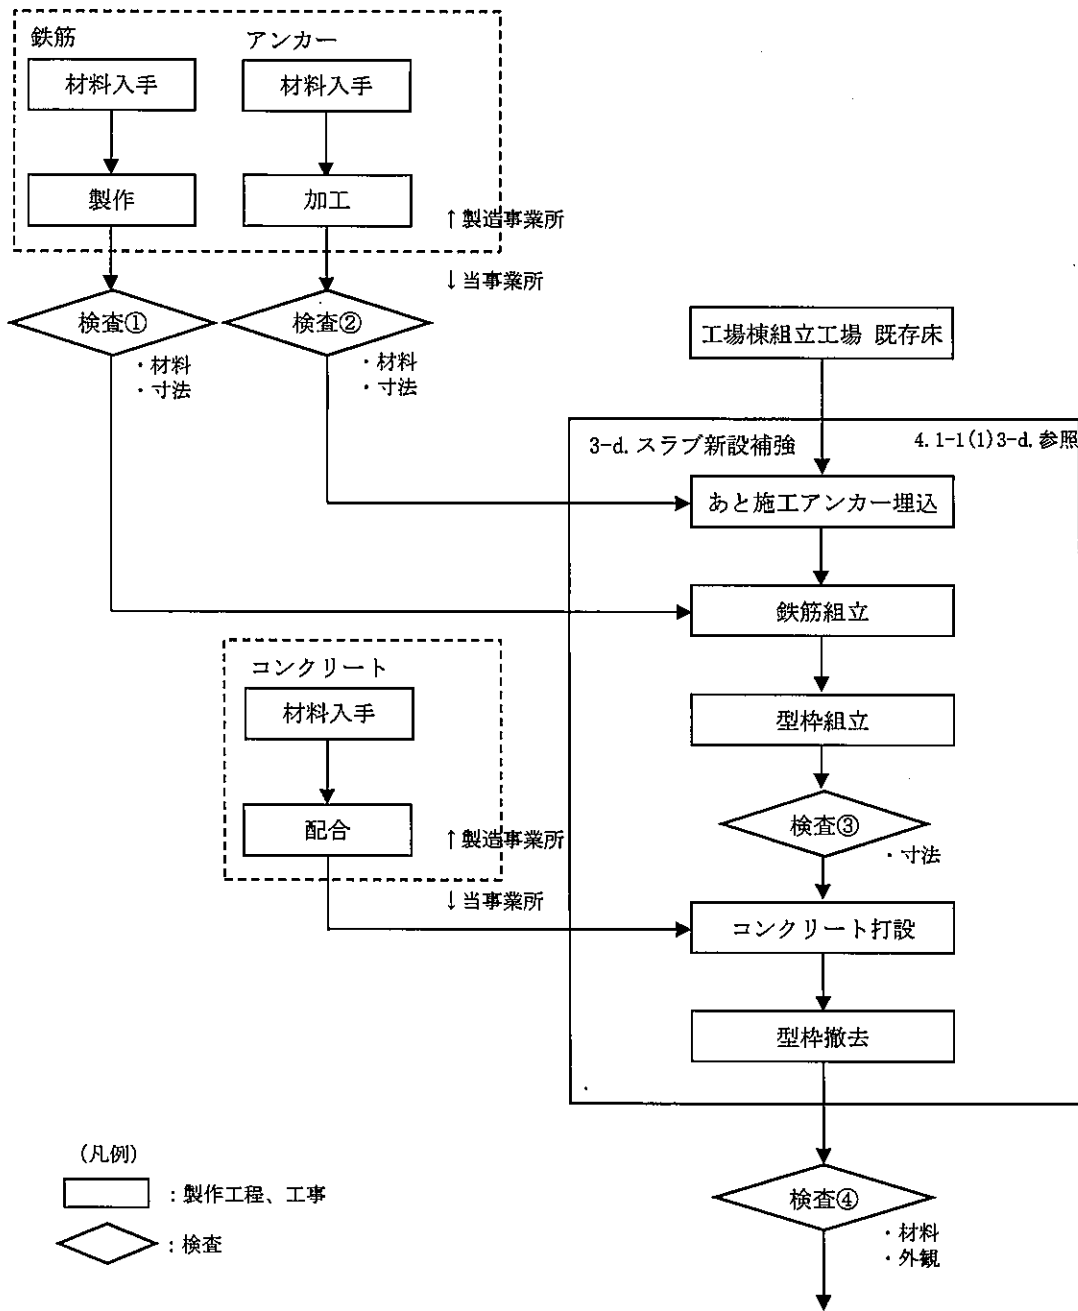 鉄筋
アンカー
材料入手
材料入手
製作
加工
↑製造事業所
↓当事業所
検査①
・材料
・寸法
検査②
・材料
・寸法
工場棟組立工場 既存床
3-d.スラブ新設補強
4.1-1(1)3-d.参照
あと施工アンカー埋込
鉄筋組立
型枠組立
検査③
・寸法
コンクリート
材料入手
配合
↑製造事業所
↓当事業所
コンクリート打設
型枠撤去
検査④
・材料
・外観
(凡例)
：製作工程、工事
：検査